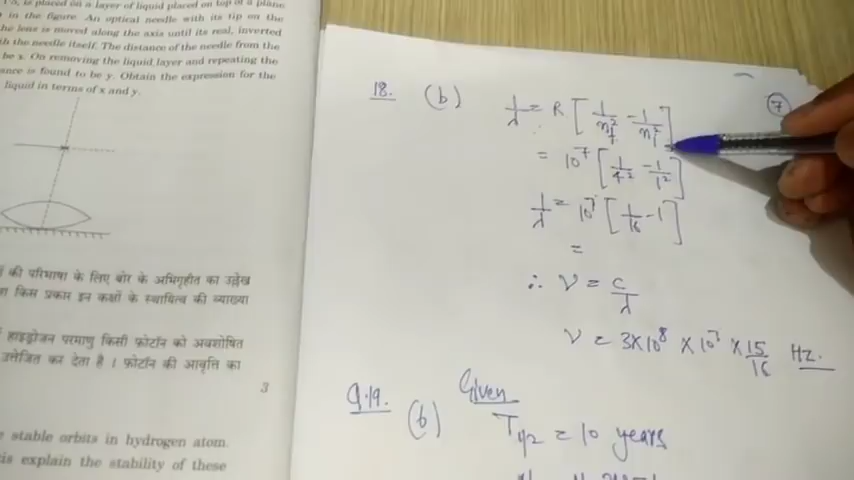 is placed on a layer of liquid placed on top of a plane
in the figure. An optical needle with its tip on the
he lens is moved along the axis until its real, inverted
th the needle itself. The distance of the needle from the
be x. On removing the liquid layer and repeating the
ance is found to be y. Obtain the expression for the
liquid in terms of x and y.
की परिभाषा के लिए बोर के अभिगृहीत का उल्लेख
किस प्रकार इन कक्षों के स्थायित्व की व्याख्या
हाइड्रोजन परमाणु किसी फ़ोटॉन को अवशोषित
उत्तेजित कर देता है । फ़ोटॉन की आवृत्ति का
3
stable orbits in hydrogen atom.
is explain the stability of these
7
18. (b) 1/λ = R [1/n_f² - 1/n_i²]
= 10⁷ [1/4² - 1/1²]
1/λ = 10⁷ [1/16 - 1]
=
∴ ν = c/λ
ν = 3×10⁸ × 10⁷ × 15/16 Hz.
Q.19. (b) Given
T_1/2 = 10 years